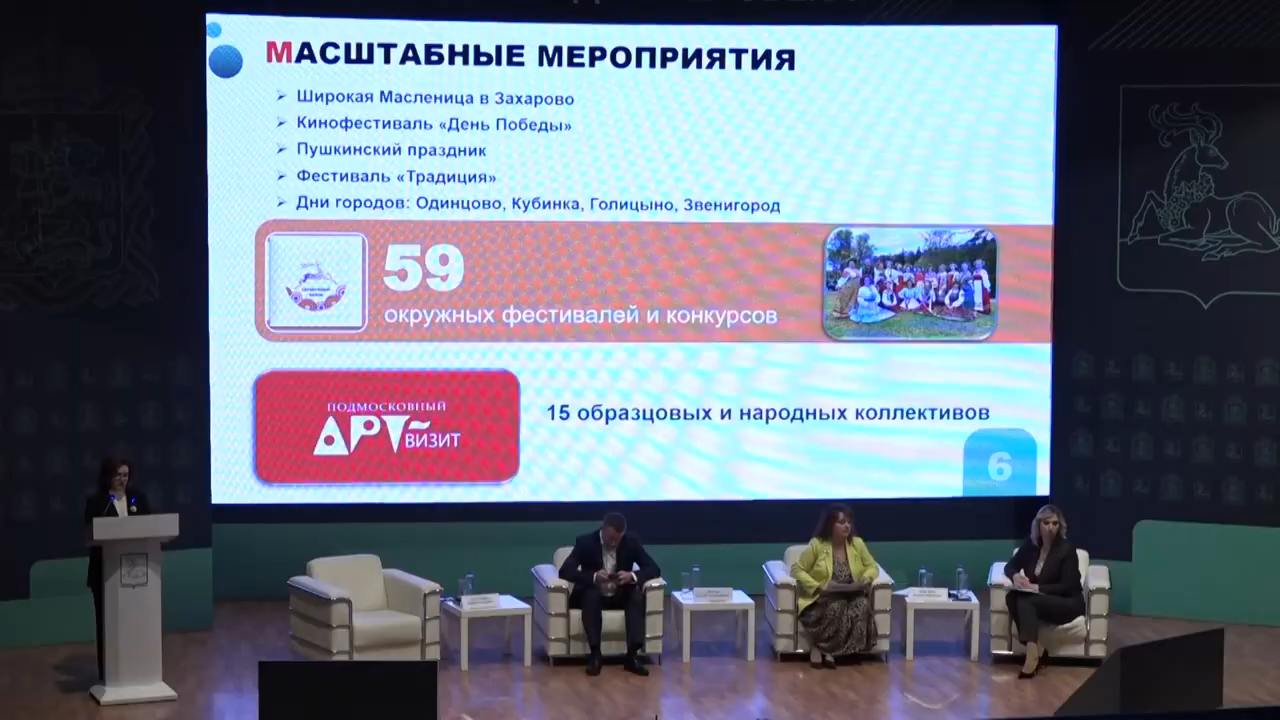 МАСШТАБНЫЕ МЕРОПРИЯТИЯ
Широкая Масленица в Захарово
Кинофестиваль «День Победы»
Пушкинский праздник
Фестиваль «Традиция»
Дни городов: Одинцово, Кубинка, Голицыно, Звенигород
59
окружных фестивалей и конкурсов
ПОДМОСКОВНЫЙ
АРТ-
ВИЗИТ
15 образцовых и народных коллективов
6